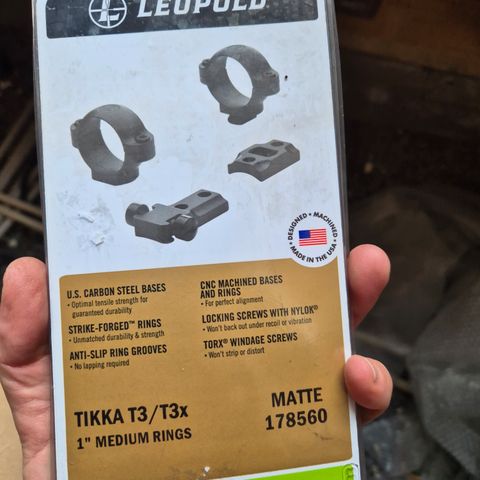 LEUPOLD
• DESIGNED • MACHINED •
MADE IN THE USA
U.S. CARBON STEEL BASES
• Optimal tensile strength for
guaranteed durability
STRIKE-FORGED™ RINGS
• Unmatched durability & strength
ANTI-SLIP RING GROOVES
• No lapping required
CNC MACHINED BASES
AND RINGS
• For perfect alignment
LOCKING SCREWS WITH NYLOK®
• Won't back out under recoil or vibration
TORX® WINDAGE SCREWS
• Won't strip or distort
TIKKA T3/T3x
1" MEDIUM RINGS
MATTE
178560